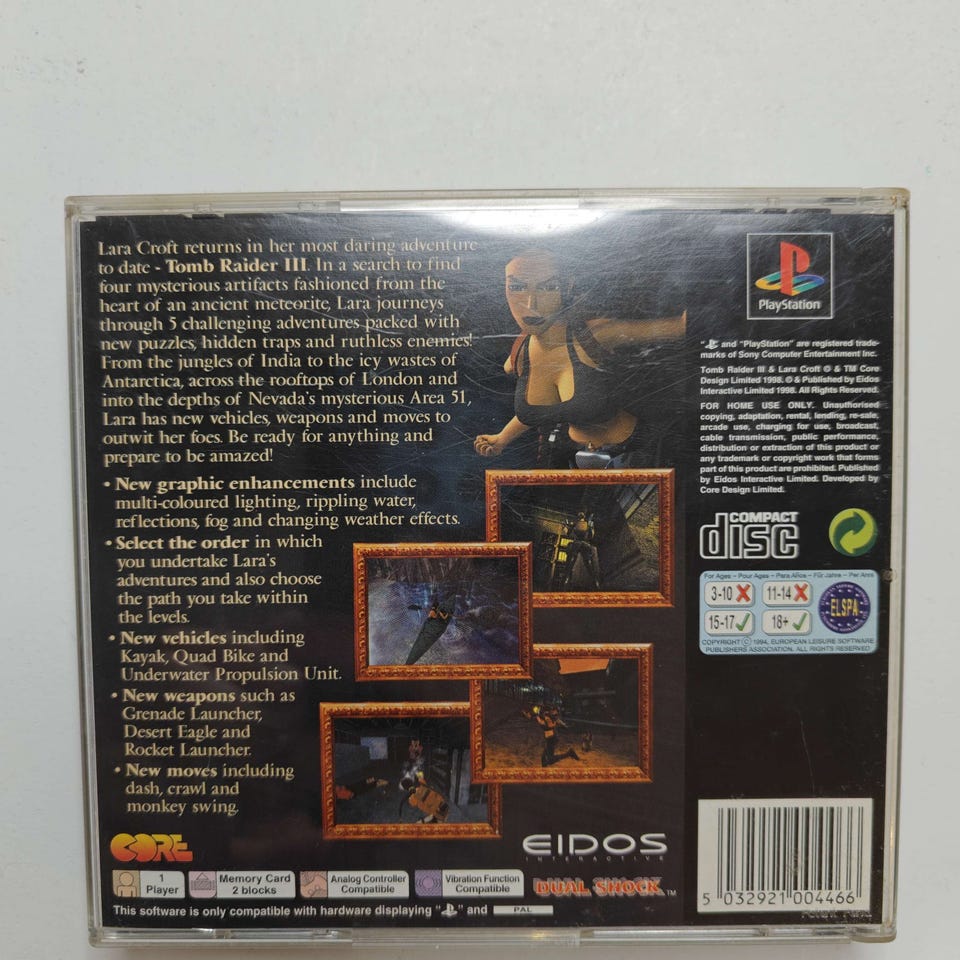 Lara Croft returns in her most daring adventure
to date - Tomb Raider III. In a search to find
four mysterious artifacts fashioned from the
heart of an ancient meteorite, Lara journeys
through 5 challenging adventures packed with
new puzzles, hidden traps and ruthless enemies!
From the jungles of India to the icy wastes of
Antarctica, across the rooftops of London and
into the depths of Nevada's mysterious Area 51,
Lara has new vehicles, weapons and moves to
outwit her foes. Be ready for anything and
prepare to be amazed!
• New graphic enhancements include
multi-coloured lighting, rippling water,
reflections, fog and changing weather effects.
• Select the order in which
you undertake Lara's
adventures and also choose
the path you take within
the levels.
• New vehicles including
Kayak, Quad Bike and
Underwater Propulsion Unit.
• New weapons such as
Grenade Launcher,
Desert Eagle and
Rocket Launcher.
• New moves including
dash, crawl and
monkey swing.
PlayStation
" and "PlayStation" are registered trade-
marks of Sony Computer Entertainment Inc.
Tomb Raider III & Lara Croft © & TM Core
Design Limited 1998. © & Published by Eidos
Interactive Limited 1998. All Rights Reserved.
FOR HOME USE ONLY. Unauthorised
copying, adaptation, rental, lending, re-sale,
arcade use, charging for use, broadcast,
cable transmission, public performance,
distribution or extraction of this product or
any trademark or copyright work that forms
part of this product are prohibited. Published
by Eidos Interactive Limited. Developed by
Core Design Limited.
COMPACT
disc
For Ages - Pour Ages - Para Años - Für Jahre - Per Anni
3-10 11-14
15-17 18+
ELSPA
COPYRIGHT © 1994, EUROPEAN LEISURE SOFTWARE
PUBLISHERS ASSOCIATION. ALL RIGHTS RESERVED
CORE
EIDOS
INTERACTIVE
1
Player
Memory Card
2 blocks
Analog Controller
Compatible
Vibration Function
Compatible
DUAL SHOCK™
This software is only compatible with hardware displaying " " and PAL
5 032921 004466